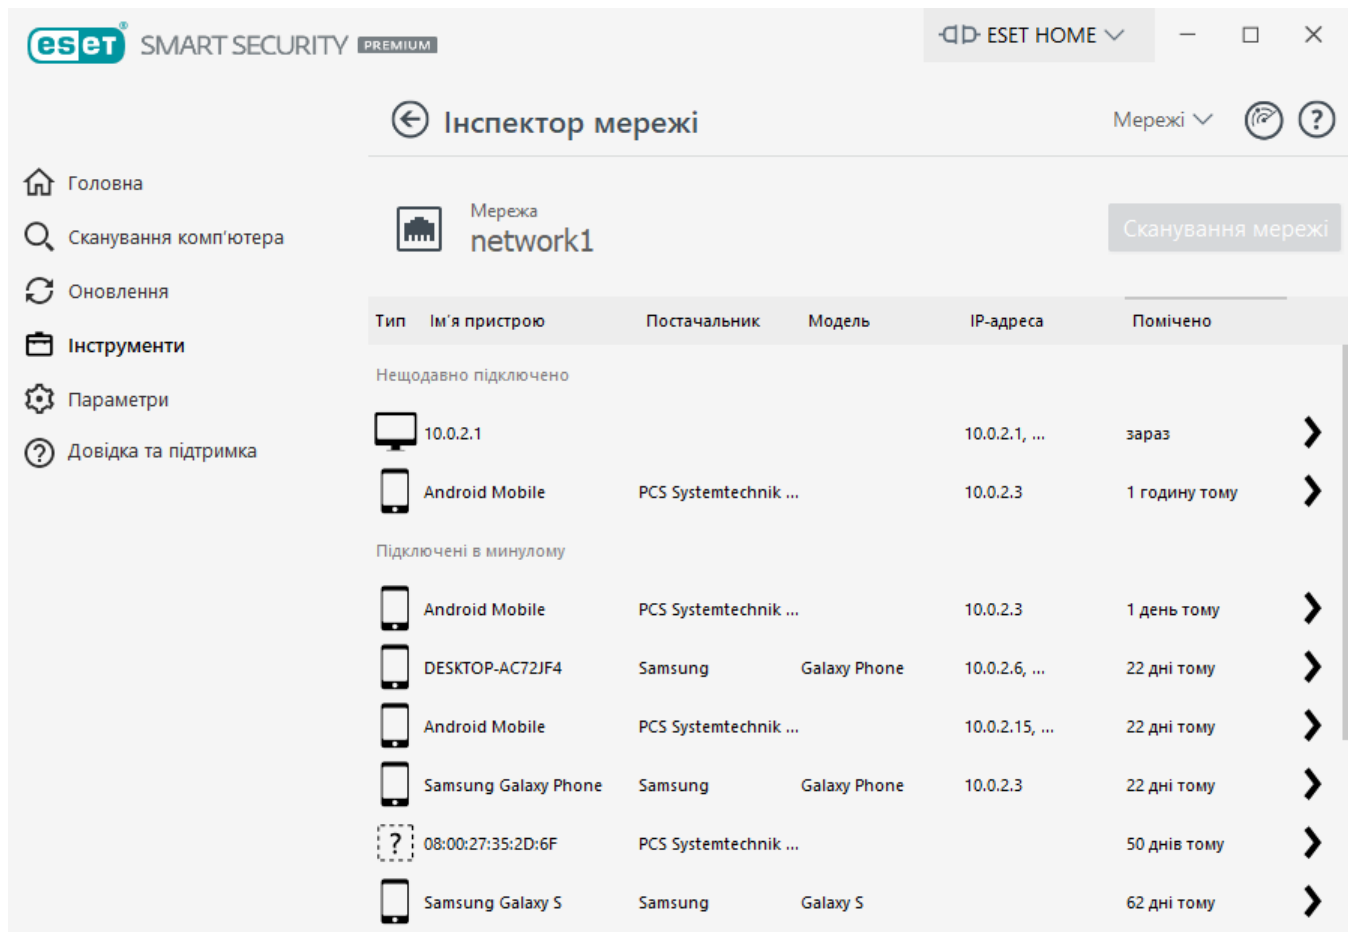 eset® SMART SECURITY PREMIUM
ESET HOME
Інспектор мережі
Мережі
?
Головна
Сканування комп'ютера
Оновлення
Інструменти
Параметри
Довідка та підтримка
Мережа
network1
Сканування мережі
Тип Ім'я пристрою Постачальник Модель IP-адреса Помічено
Нещодавно підключено
10.0.2.1 10.0.2.1, ... зараз
Android Mobile PCS Systemtechnik ... 10.0.2.3 1 годину тому
Підключені в минулому
Android Mobile PCS Systemtechnik ... 10.0.2.3 1 день тому
DESKTOP-AC72JF4 Samsung Galaxy Phone 10.0.2.6, ... 22 дні тому
Android Mobile PCS Systemtechnik ... 10.0.2.15, ... 22 дні тому
Samsung Galaxy Phone Samsung Galaxy Phone 10.0.2.3 22 дні тому
? 08:00:27:35:2D:6F PCS Systemtechnik ... 50 днів тому
Samsung Galaxy S Samsung Galaxy S 62 дні тому